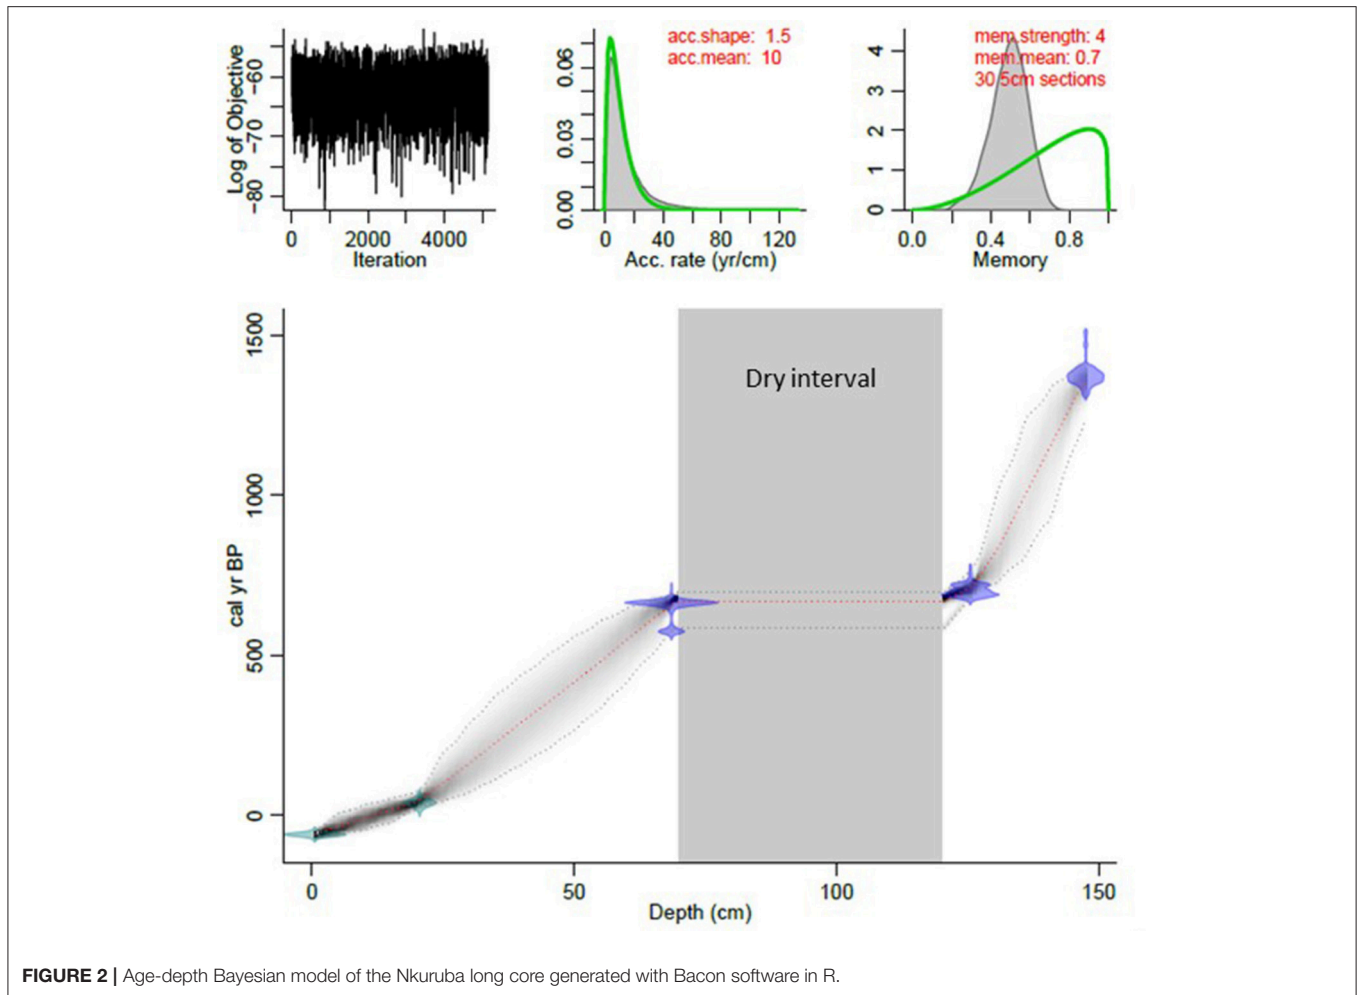 Log of Objective
-60
-70
-80
0 2000 4000
Iteration
acc.shape: 1.5
acc.mean: 10
0.06
0.03
0.00
0 40 80 120
Acc. rate (yr/cm)
mem.strength: 4
mem.mean: 0.7
30 5cm sections
4
3
2
1
0
0.0 0.4 0.8
Memory
Dry interval
cal yr BP
1500
1000
500
0
0 50 100 150
Depth (cm)
FIGURE 2 | Age-depth Bayesian model of the Nkuruba long core generated with Bacon software in R.